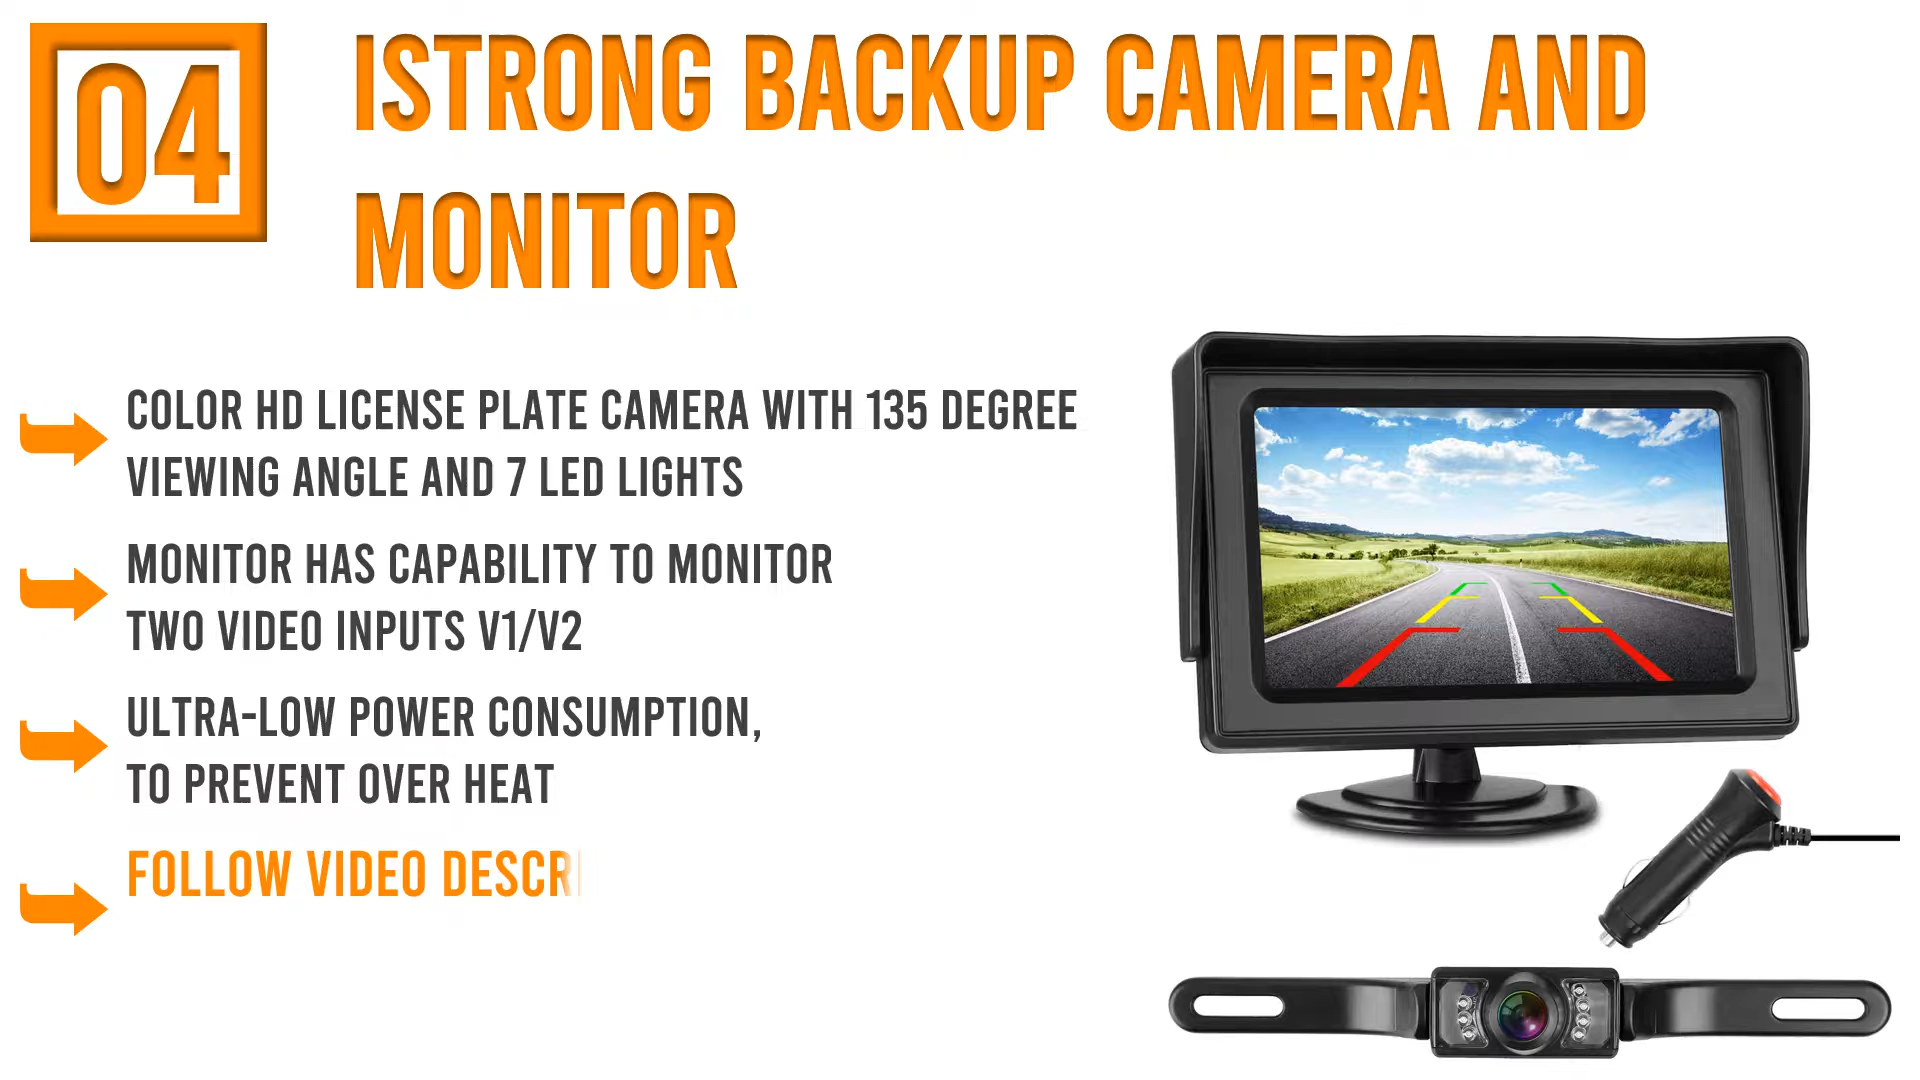 04
ISTRONG BACKUP CAMERA AND
MONITOR
COLOR HD LICENSE PLATE CAMERA WITH 135 DEGREE
VIEWING ANGLE AND 7 LED LIGHTS
MONITOR HAS CAPABILITY TO MONITOR
TWO VIDEO INPUTS V1/V2
ULTRA-LOW POWER CONSUMPTION,
TO PREVENT OVER HEAT
FOLLOW VIDEO DESCR